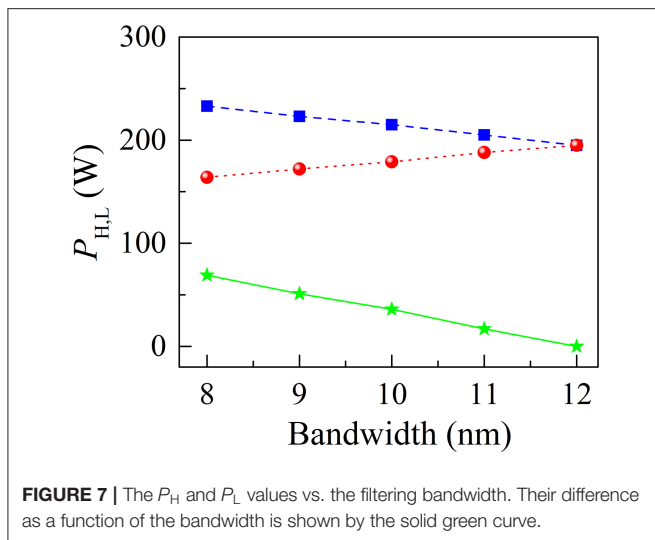 300
200
100
0
P_H,L (W)
8 9 10 11 12
Bandwidth (nm)
FIGURE 7 | The P_H and P_L values vs. the filtering bandwidth. Their difference
as a function of the bandwidth is shown by the solid green curve.